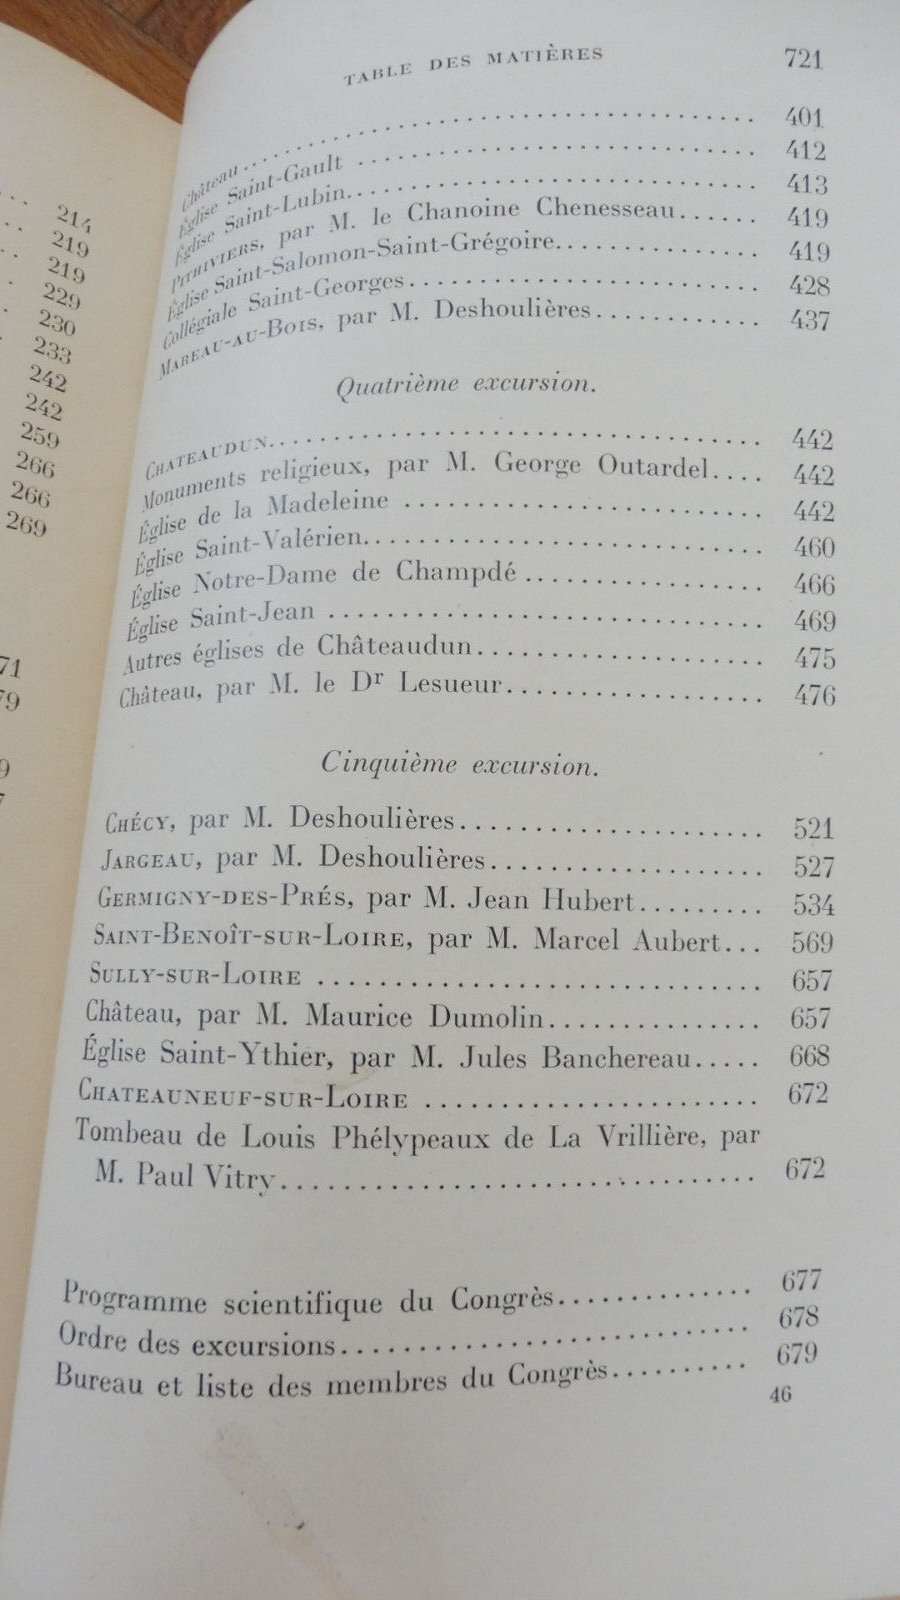 214
219
219
229
230
233
242
242
259
266
266
269
71
79
9
7
TABLE DES MATIÈRES 721
Château 401
Église Saint-Gault 412
Église Saint-Lubin 413
PITHIVIERS, par M. le Chanoine Chenesseau 419
Église Saint-Salomon-Saint-Grégoire 419
Collégiale Saint-Georges 428
MAREAU-AU-BOIS, par M. Deshoulières 437
Quatrième excursion.
CHATEAUDUN 442
Monuments religieux, par M. George Outardel 442
Église de la Madeleine 442
Église Saint-Valérien 460
Église Notre-Dame de Champdé 466
Église Saint-Jean 469
Autres églises de Châteaudun 475
Château, par M. le Dr Lesueur 476
Cinquième excursion.
CHÉCY, par M. Deshoulières 521
JARGEAU, par M. Deshoulières 527
GERMIGNY-DES-PRÉS, par M. Jean Hubert 534
SAINT-BENOÎT-SUR-LOIRE, par M. Marcel Aubert 569
SULLY-SUR-LOIRE 657
Château, par M. Maurice Dumolin 657
Église Saint-Ythier, par M. Jules Banchereau 668
CHATEAUNEUF-SUR-LOIRE 672
Tombeau de Louis Phélypeaux de La Vrillière, par
M. Paul Vitry 672
Programme scientifique du Congrès 677
Ordre des excursions 678
Bureau et liste des membres du Congrès 679
46